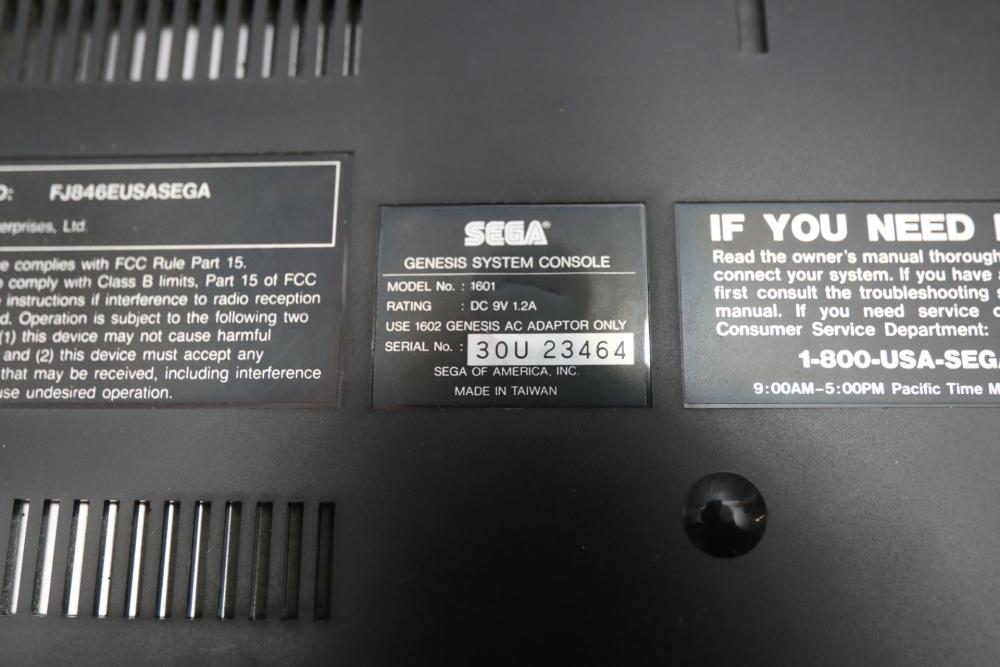 FJ846EUSASEGA
Ltd
complies with FCC Rule Part 15.
comply with Class B limits, Part 15 of FCC
instructions if interference to radio reception
Operation is subject to the following two
(1) this device may not cause harmful
and (2) this device must accept any
that may be received, including interference
undesired operation.
SEGA®
GENESIS SYSTEM CONSOLE
MODEL No. : 1601
RATING : DC 9V 1.2A
USE 1602 GENESIS AC ADAPTOR ONLY
SERIAL No. : 30U 23464
SEGA OF AMERICA, INC.
MADE IN TAIWAN
IF YOU NEED
Read the owner's manual
connect your system. If you have
first consult the troubleshooting
manual. If you need service
Consumer Service Department:
1-800-USA-SEG
9:00AM–5:00PM Pacific Time